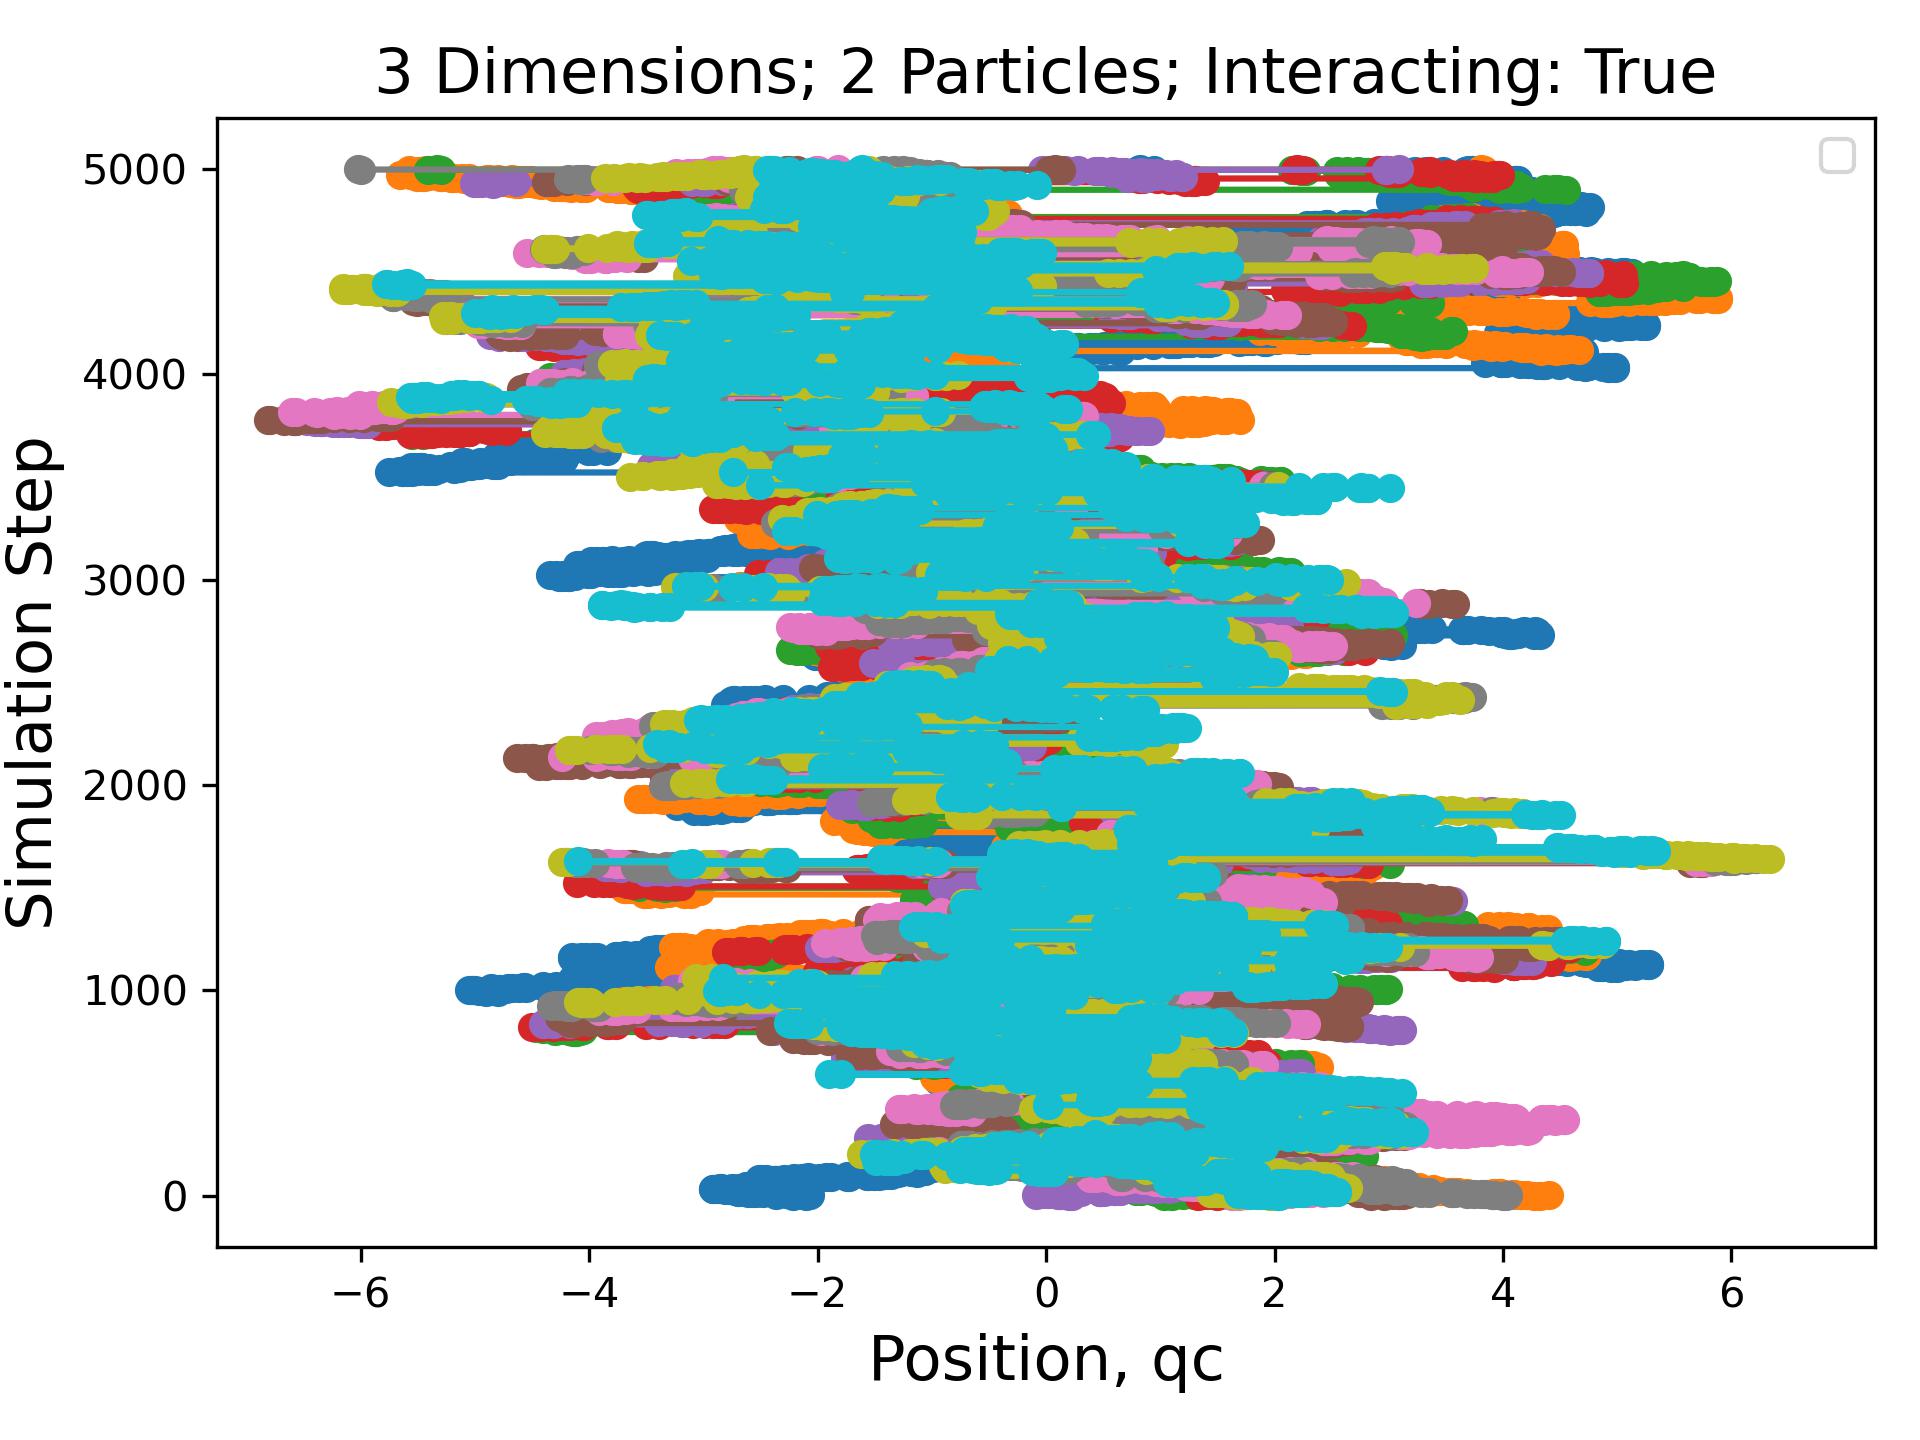 3 Dimensions; 2 Particles; Interacting: True
Simulation Step
5000
4000
3000
2000
1000
0
−6 −4 −2 0 2 4 6
Position, qc